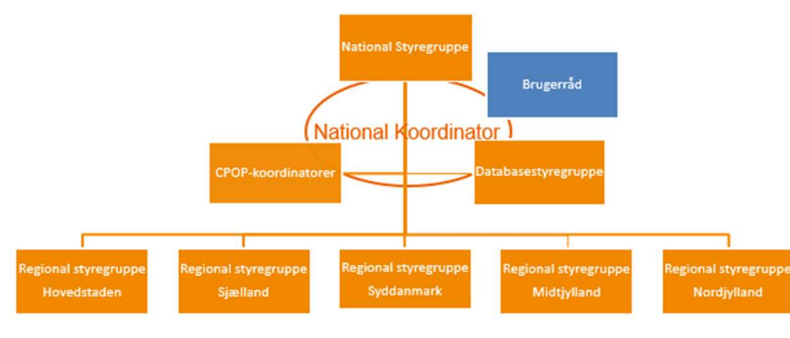 National Styregruppe
Brugerråd
National Koordinator
CPOP-koordinatorer
Databasestyregruppe
Regional styregruppe
Hovedstaden
Regional styregruppe
Sjælland
Regional styregruppe
Syddanmark
Regional styregruppe
Midtjylland
Regional styregruppe
Nordjylland